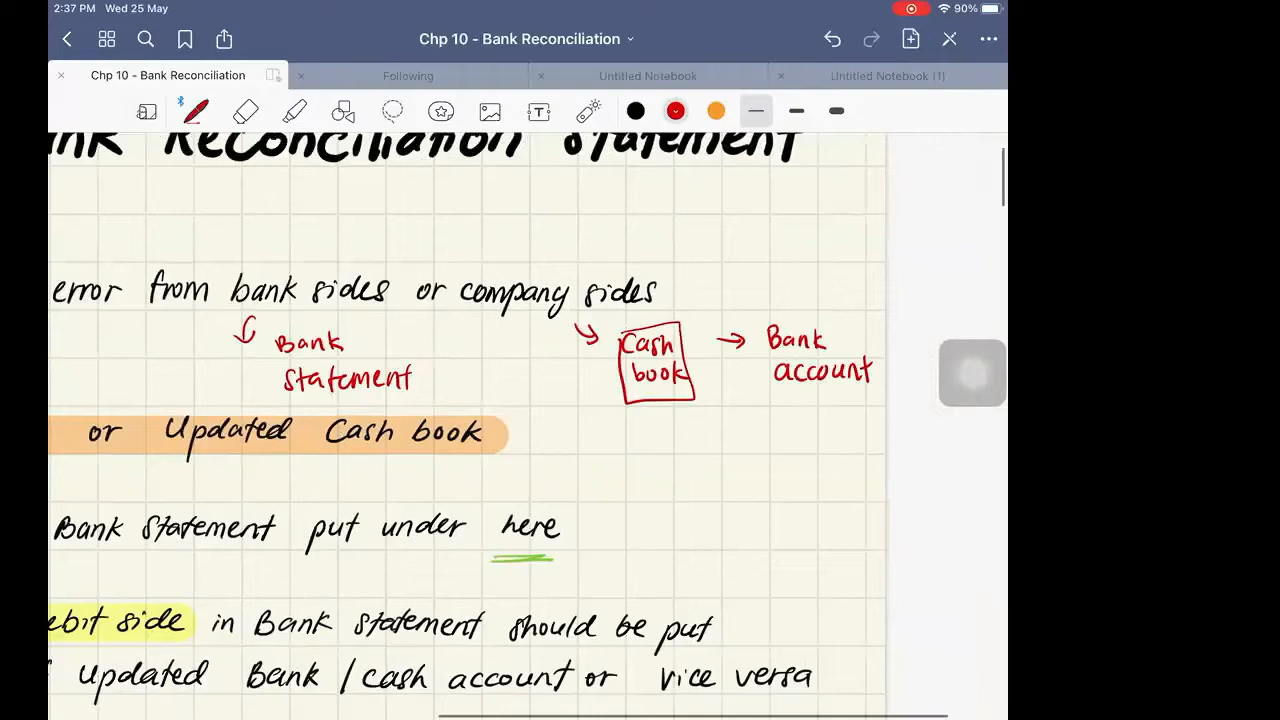 2:37 PM Wed 25 May
90%
Chp 10 - Bank Reconciliation
Chp 10 - Bank Reconciliation
Following
Untitled Notebook
Untitled Notebook (1)
Reconciliation Statement
error from bank sides or company sides
Bank statement
Cash book → Bank account
or Updated Cash book
Bank statement put under here
ebit side in Bank statement should be put
Updated Bank / cash account or vice versa